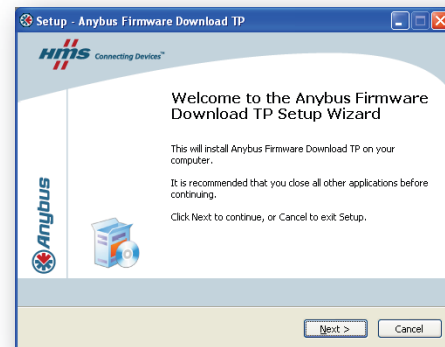 Setup - Anybus Firmware Download TP
HMS Connecting Devices™
Welcome to the Anybus Firmware
Download TP Setup Wizard
This will install Anybus Firmware Download TP on your
computer.
It is recommended that you close all other applications before
continuing.
Click Next to continue, or Cancel to exit Setup.
Anybus
Next >
Cancel